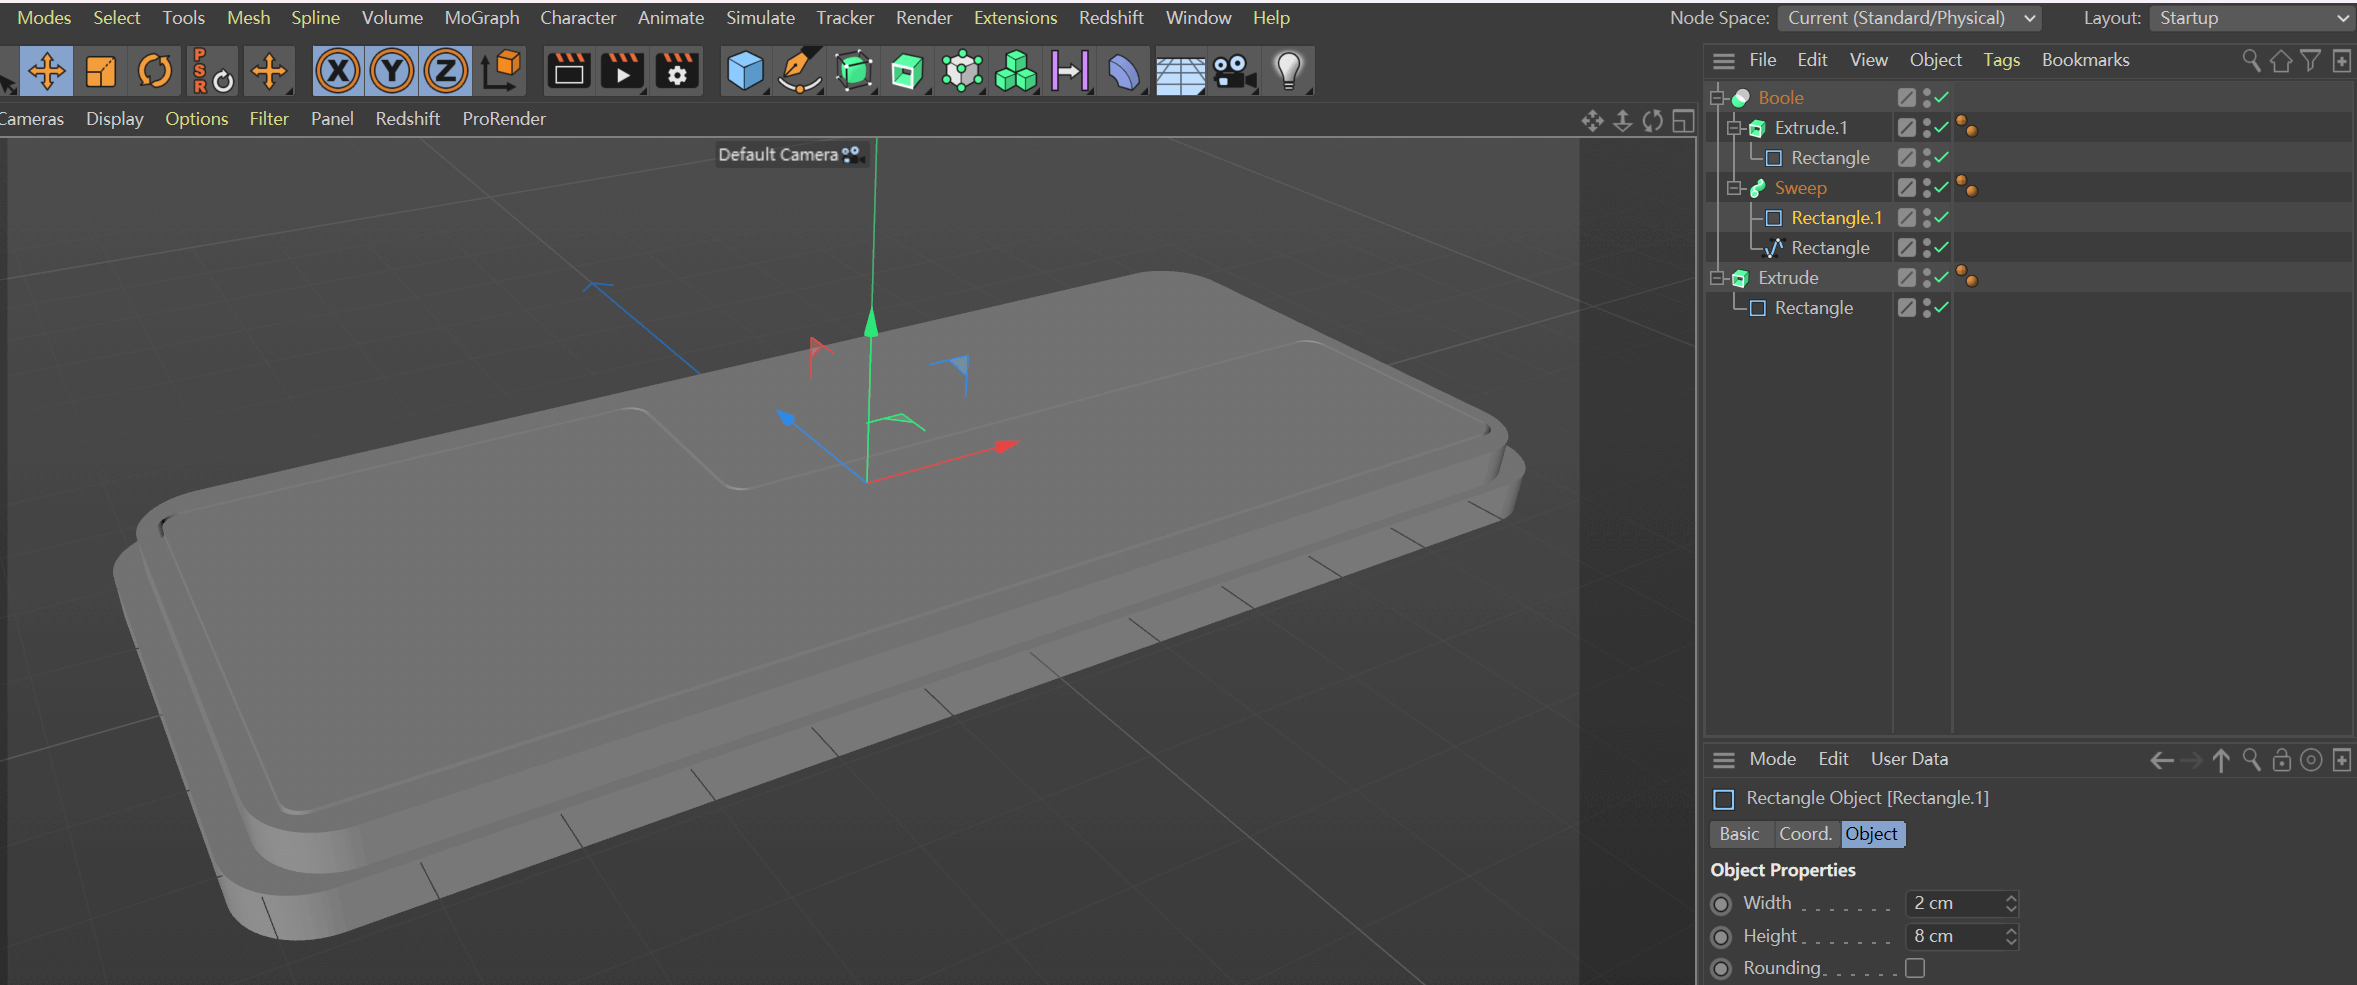 Modes Select Tools Mesh Spline Volume MoGraph Character Animate Simulate Tracker Render Extensions Redshift Window Help Node Space: Current (Standard/Physical) Layout: Startup
PSR X Y Z
File Edit View Object Tags Bookmarks
Cameras Display Options Filter Panel Redshift ProRender
Default Camera
Boole
Extrude.1
Rectangle
Sweep
Rectangle.1
Rectangle
Extrude
Rectangle
Mode Edit User Data
Rectangle Object [Rectangle.1]
Basic Coord. Object
Object Properties
Width . . . . . . . 2 cm
Height . . . . . . . 8 cm
Rounding . . . . . .